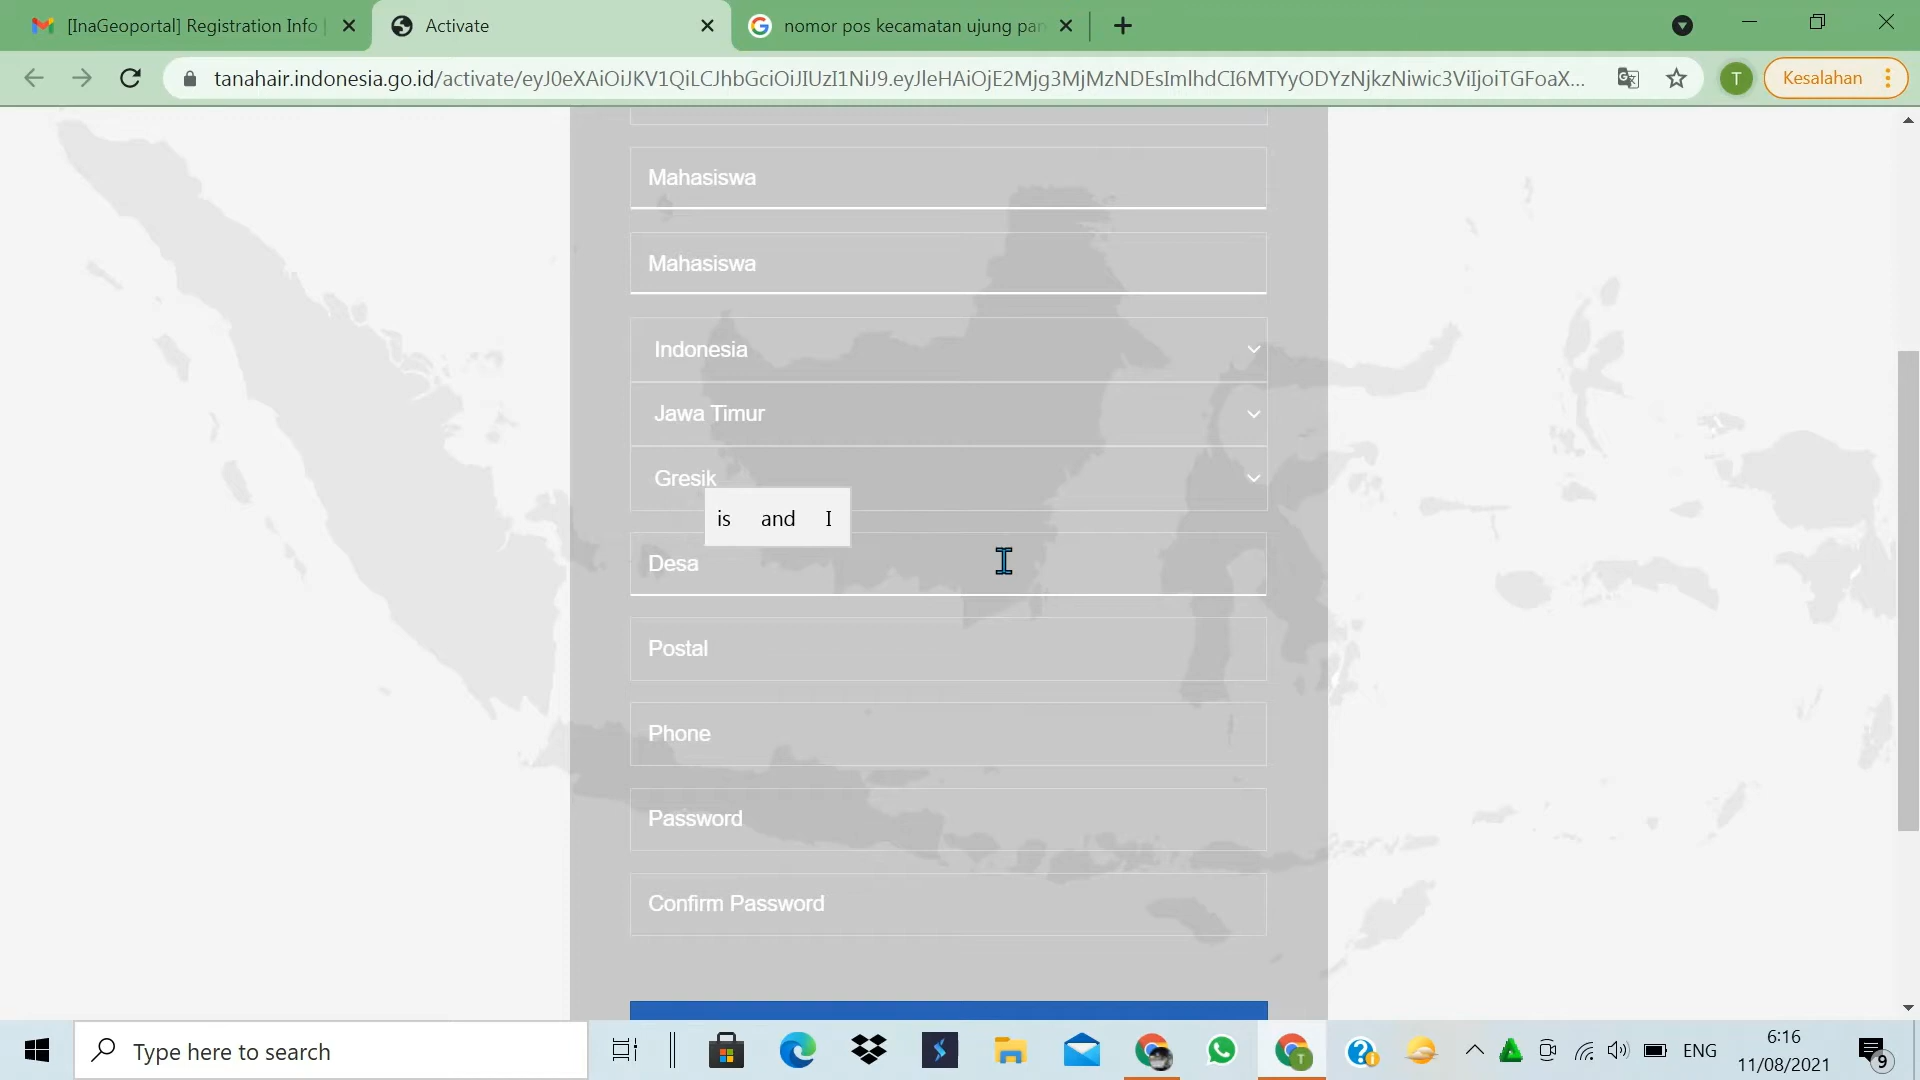 [InaGeoportal] Registration Info
Activate
nomor pos kecamatan ujung pan
tanahair.indonesia.go.id/activate/eyJ0eXAiOiJKV1QiLCJhbGciOiJIUzI1NiJ9.eyJleHAiOjE2Mjg3MjMzNDEsImlhdCI6MTYyODYzNjkzNiwic3ViIjoiTGFoaX...
T
Kesalahan
Mahasiswa
Mahasiswa
Indonesia
Jawa Timur
Gresik
is and I
Desa
Postal
Phone
Password
Confirm Password
Type here to search
T
ENG
6:16
11/08/2021
9